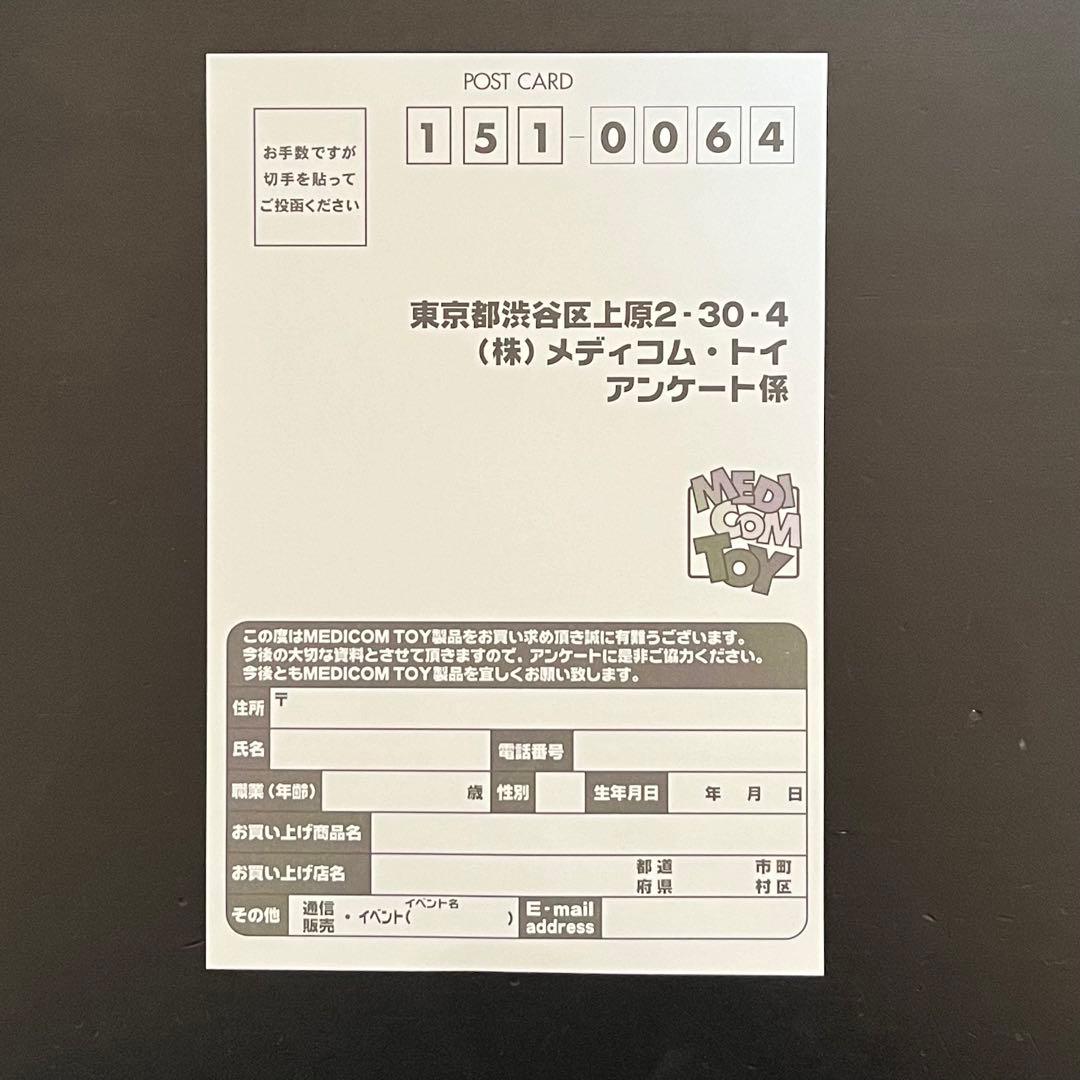 POST CARD
お手数ですが
切手を貼って
ご投函ください
151-0064
東京都渋谷区上原2-30-4
（株）メディコム・トイ
アンケート係
MEDI
COM
TOY
この度はMEDICOM TOY製品をお買い求め頂き誠に有難うございます。
今後の大切な資料とさせて頂きますので、アンケートに是非ご協力ください。
今後ともMEDICOM TOY製品を宜しくお願い致します。
住所 〒
氏名 電話番号
職業（年齢） 歳 性別 生年月日 年 月 日
お買い上げ商品名
お買い上げ店名 都道府県 市町村区
その他 通信販売・イベント(イベント名 ) E-mail address